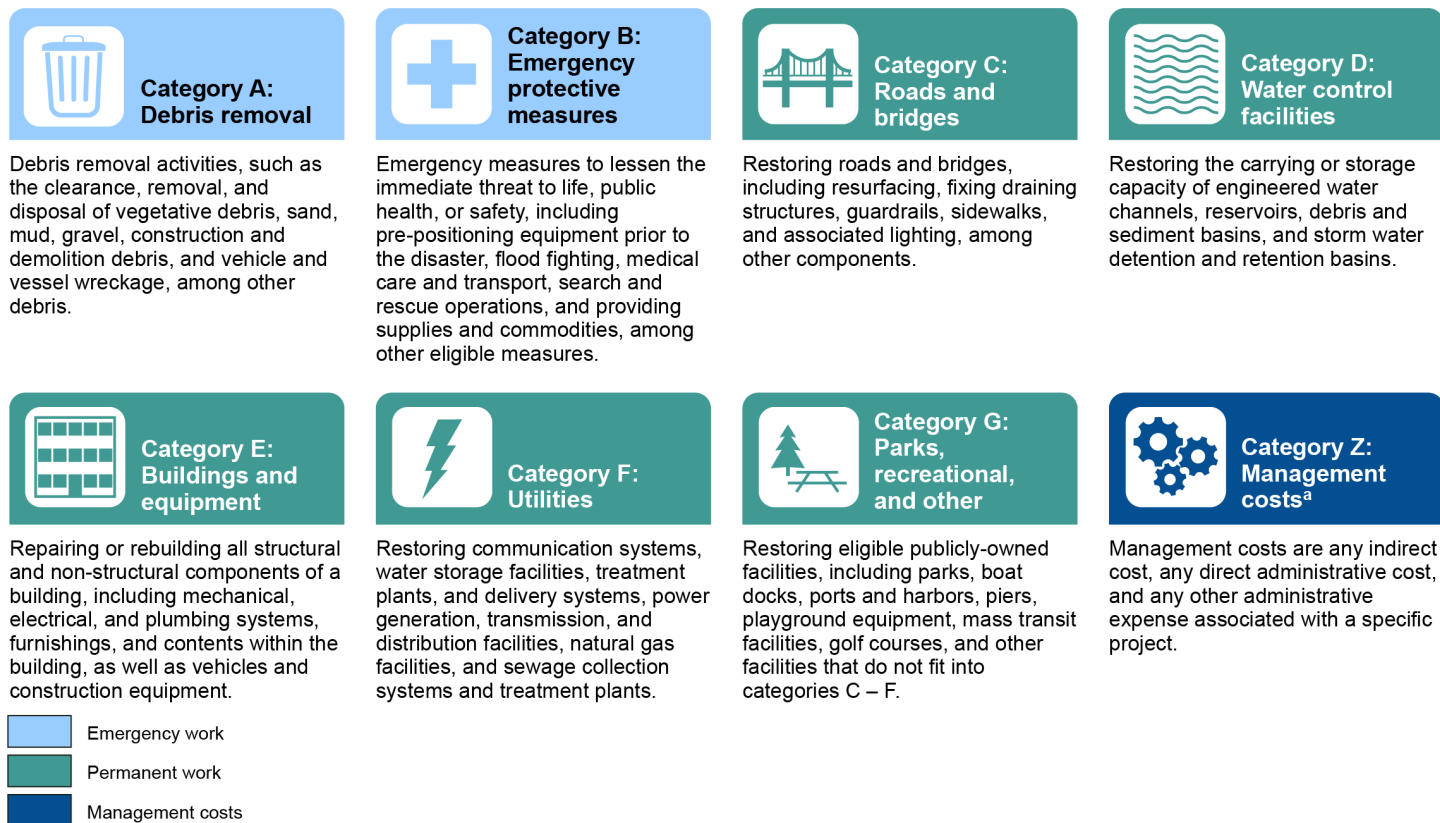 Category A:
Debris removal
Debris removal activities, such as
the clearance, removal, and
disposal of vegetative debris, sand,
mud, gravel, construction and
demolition debris, and vehicle and
vessel wreckage, among other
debris.
Category B:
Emergency
protective
measures
Emergency measures to lessen the
immediate threat to life, public
health, or safety, including
pre-positioning equipment prior to
the disaster, flood fighting, medical
care and transport, search and
rescue operations, and providing
supplies and commodities, among
other eligible measures.
Category C:
Roads and
bridges
Restoring roads and bridges,
including resurfacing, fixing draining
structures, guardrails, sidewalks,
and associated lighting, among
other components.
Category D:
Water control
facilities
Restoring the carrying or storage
capacity of engineered water
channels, reservoirs, debris and
sediment basins, and storm water
detention and retention basins.
Category E:
Buildings and
equipment
Repairing or rebuilding all structural
and non-structural components of a
building, including mechanical,
electrical, and plumbing systems,
furnishings, and contents within the
building, as well as vehicles and
construction equipment.
Category F:
Utilities
Restoring communication systems,
water storage facilities, treatment
plants, and delivery systems, power
generation, transmission, and
distribution facilities, natural gas
facilities, and sewage collection
systems and treatment plants.
Category G:
Parks,
recreational,
and other
Restoring eligible publicly-owned
facilities, including parks, boat
docks, ports and harbors, piers,
playground equipment, mass transit
facilities, golf courses, and other
facilities that do not fit into
categories C – F.
Category Z:
Management
costsᵃ
Management costs are any indirect
cost, any direct administrative cost,
and any other administrative
expense associated with a specific
project.
Emergency work
Permanent work
Management costs